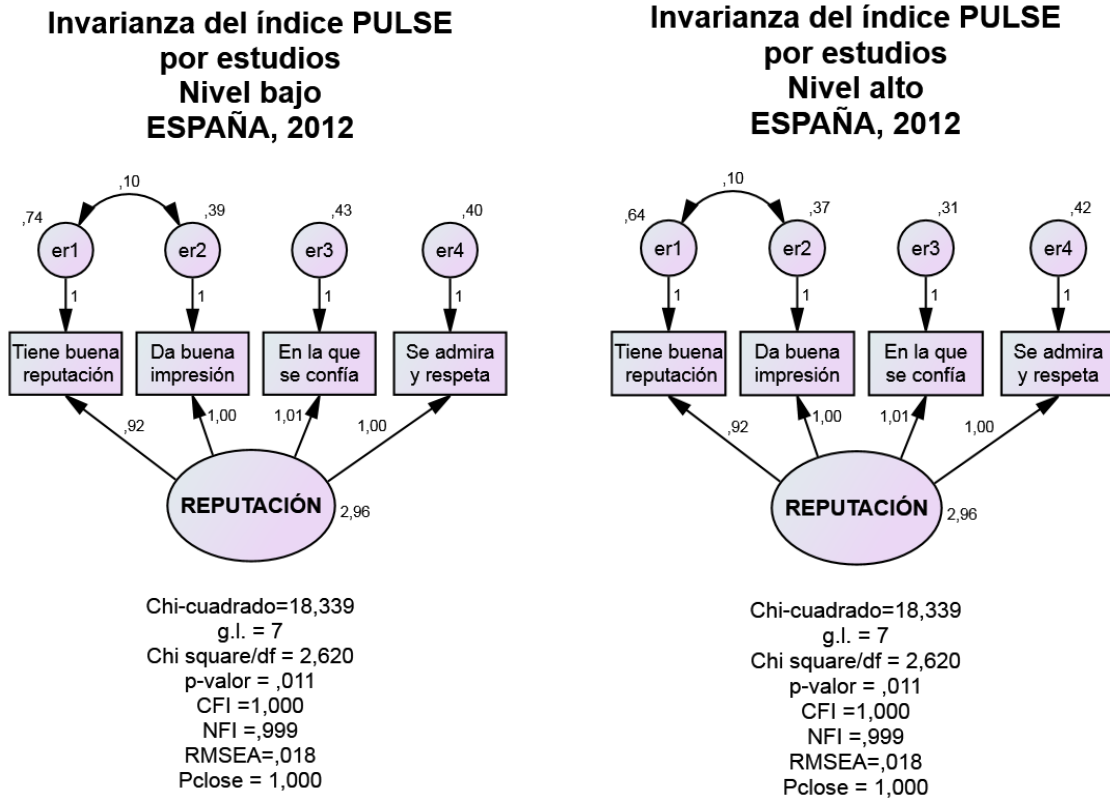 Invarianza del índice PULSE
por estudios
Nivel bajo
ESPAÑA, 2012
,10
,74
,39
,43
,40
er1
er2
er3
er4
1
1
1
1
Tiene buena
reputación
Da buena
impresión
En la que
se confía
Se admira
y respeta
,92
1,00
1,01
1,00
REPUTACIÓN
2,96
Chi-cuadrado=18,339
g.l. = 7
Chi square/df = 2,620
p-valor = ,011
CFI =1,000
NFI =,999
RMSEA=,018
Pclose = 1,000
Invarianza del índice PULSE
por estudios
Nivel alto
ESPAÑA, 2012
,10
,64
,37
,31
,42
er1
er2
er3
er4
1
1
1
1
Tiene buena
reputación
Da buena
impresión
En la que
se confía
Se admira
y respeta
,92
1,00
1,01
1,00
REPUTACIÓN
2,96
Chi-cuadrado=18,339
g.l. = 7
Chi square/df = 2,620
p-valor = ,011
CFI =1,000
NFI =,999
RMSEA=,018
Pclose = 1,000